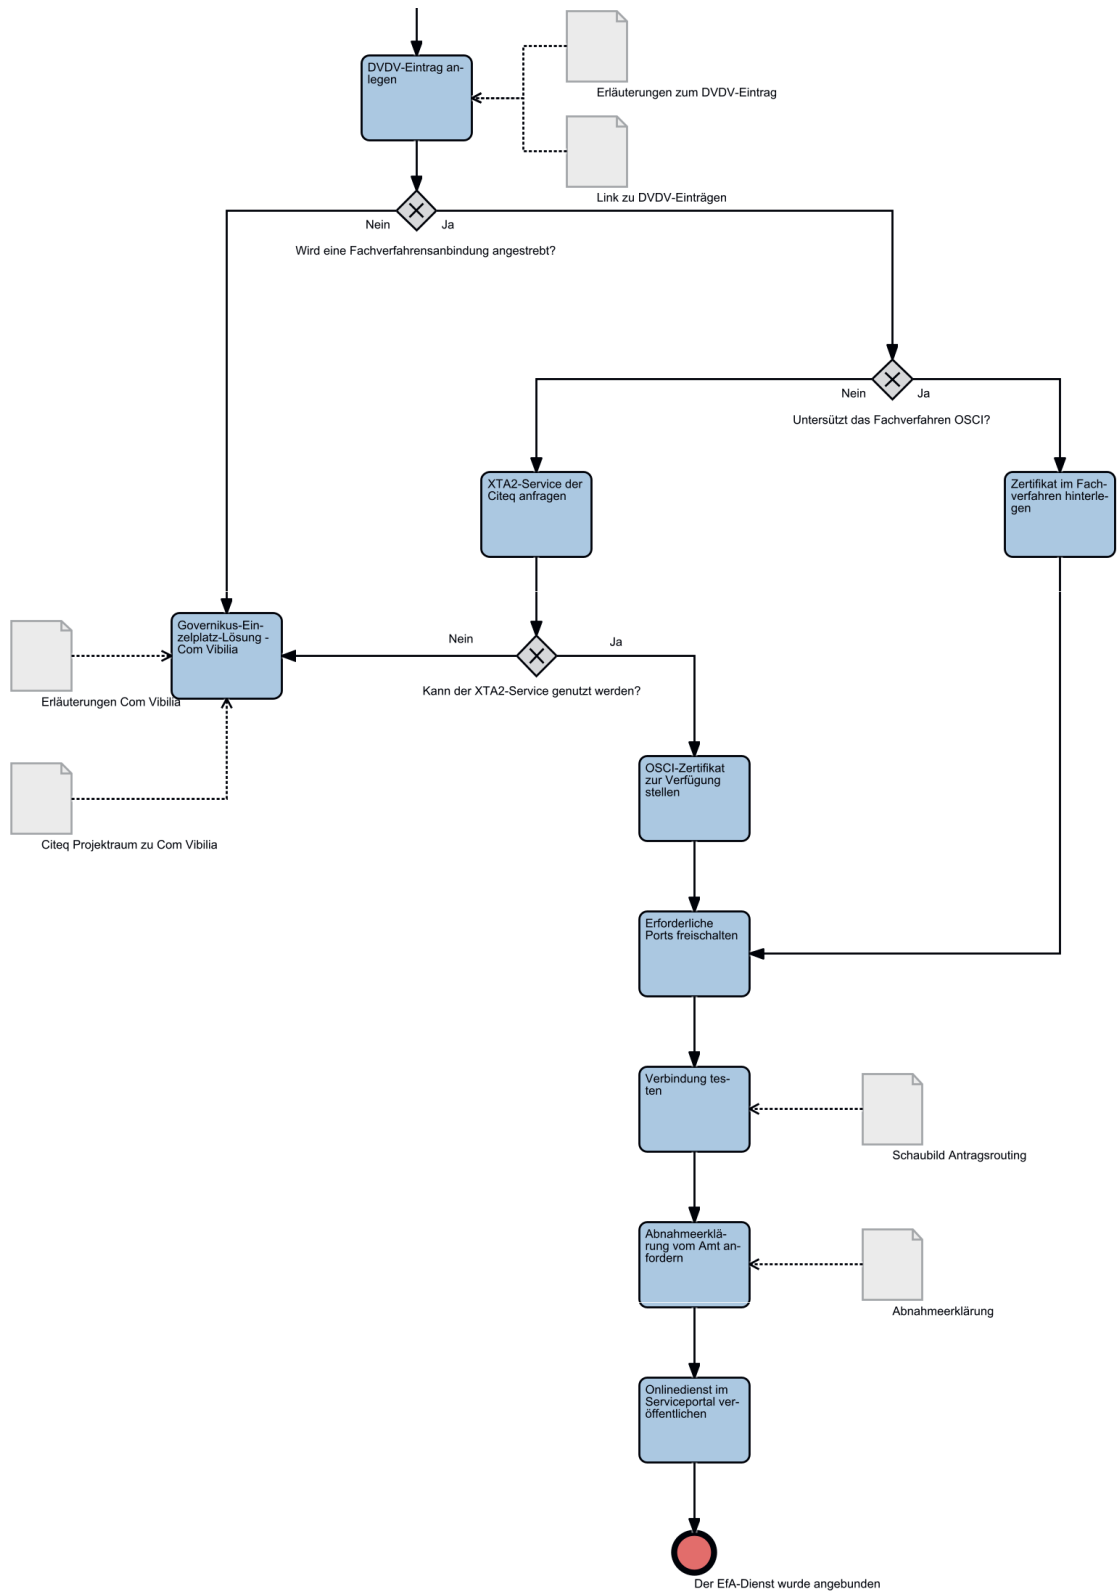 DVDV-Eintrag an-
legen
Erläuterungen zum DVDV-Eintrag
Link zu DVDV-Einträgen
Nein
Ja
Wird eine Fachverfahrensanbindung angestrebt?
Nein
Ja
Untersützt das Fachverfahren OSCI?
XTA2-Service der
Citeq anfragen
Zertifikat im Fach-
verfahren hinterle-
gen
Governikus-Ein-
zelplatz-Lösung -
Com Vibilia
Nein
Ja
Kann der XTA2-Service genutzt werden?
Erläuterungen Com Vibilia
Citeq Projektraum zu Com Vibilia
OSCI-Zertifikat
zur Verfügung
stellen
Erforderliche
Ports freischalten
Verbindung tes-
ten
Schaubild Antragsrouting
Abnahmeerklä-
rung vom Amt an-
fordern
Abnahmeerklärung
Onlinedienst im
Serviceportal ver-
öffentlichen
Der EfA-Dienst wurde angebunden